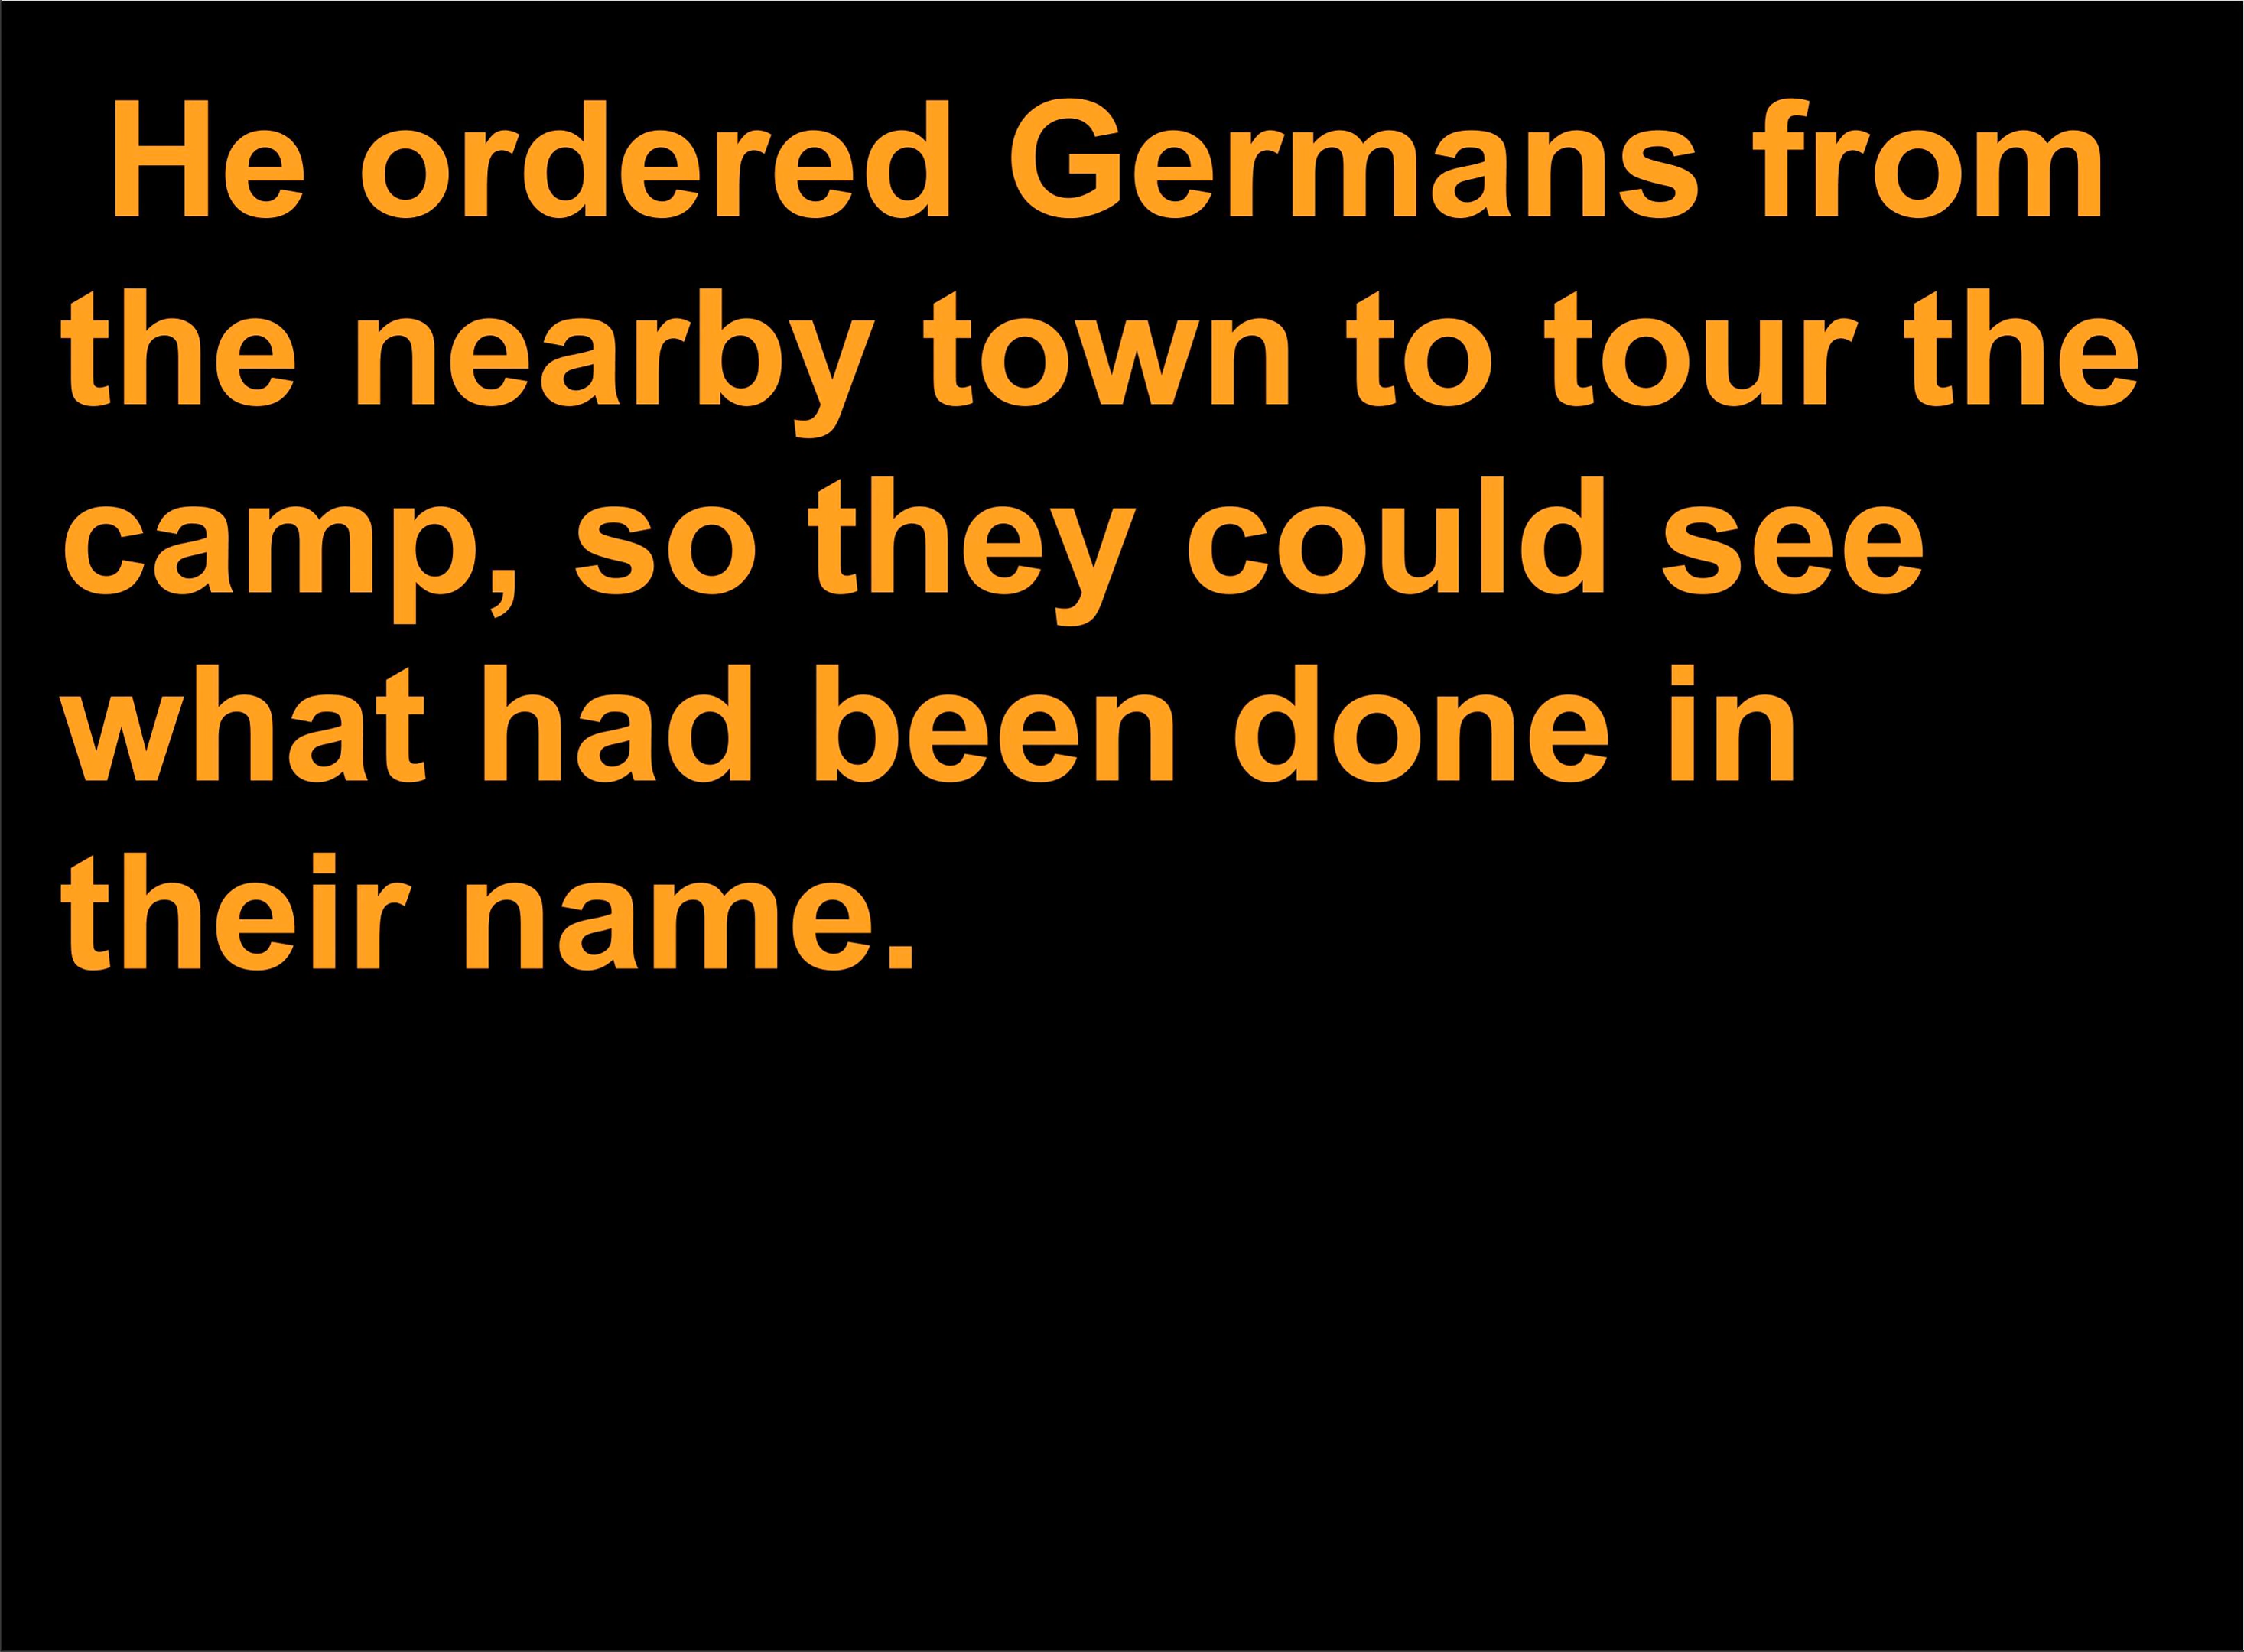 He ordered Germans from
the nearby town to tour the
camp, so they could see
what had been done in
their name.